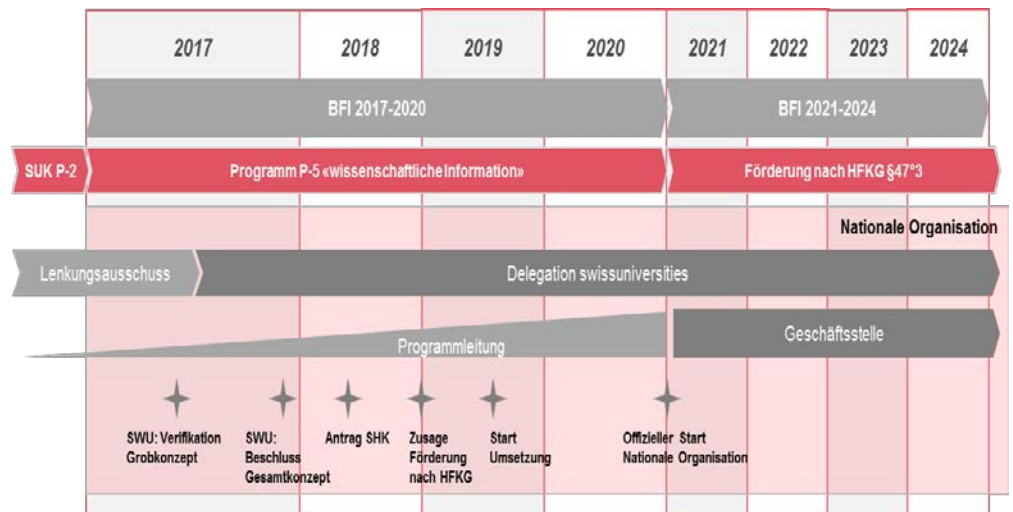 2017 2018 2019 2020 2021 2022 2023 2024
BFI 2017-2020 BFI 2021-2024
SUK P-2 Programm P-5 «wissenschaftliche Information» Förderung nach HFKG §47°3
Nationale Organisation
Lenkungsausschuss Delegation swissuniversities
Programmleitung Geschäftsstelle
SWU: Verifikation
Grobkonzept
SWU:
Beschluss
Gesamtkonzept
Antrag SHK
Zusage
Förderung
nach HFKG
Start
Umsetzung
Offizieller Start
Nationale Organisation